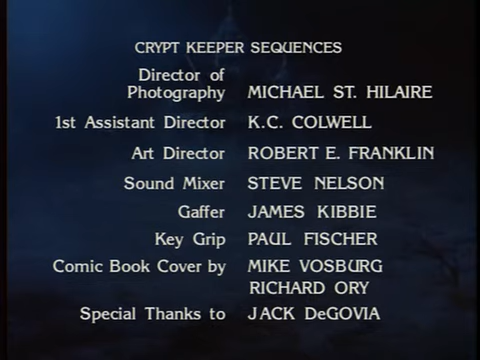 CRYPT KEEPER SEQUENCES
Director of
Photography MICHAEL ST. HILAIRE
1st Assistant Director K.C. COLWELL
Art Director ROBERT E. FRANKLIN
Sound Mixer STEVE NELSON
Gaffer JAMES KIBBIE
Key Grip PAUL FISCHER
Comic Book Cover by MIKE VOSBURG
RICHARD ORY
Special Thanks to JACK DeGOVIA